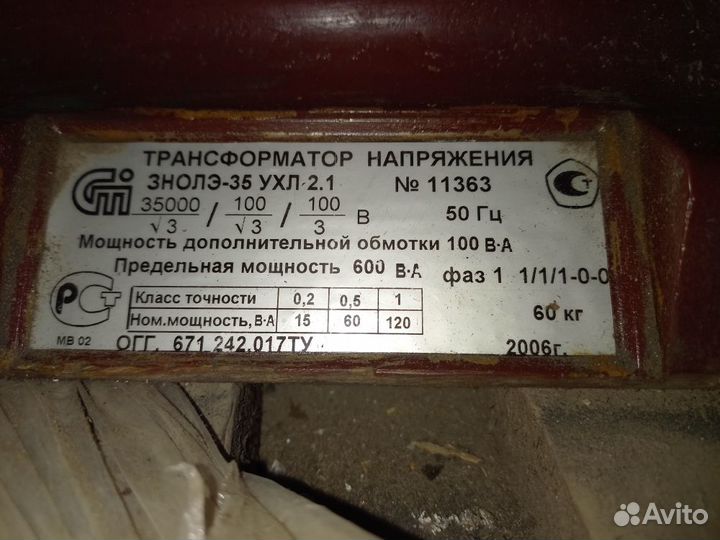 ТРАНСФОРМАТОР НАПРЯЖЕНИЯ
ЗНОЛЭ-35 УХЛ 2.1 № 11363
35000/√3 / 100/√3 / 100/3 В 50 Гц
Мощность дополнительной обмотки 100 В·А
Предельная мощность 600 В·А фаз 1 1/1/1-0-0
Класс точности 0,2 0,5 1
Ном.мощность, В·А 15 60 120
60 кг
МВ 02 ОГГ. 671 242.017ТУ 2006г.
Avito